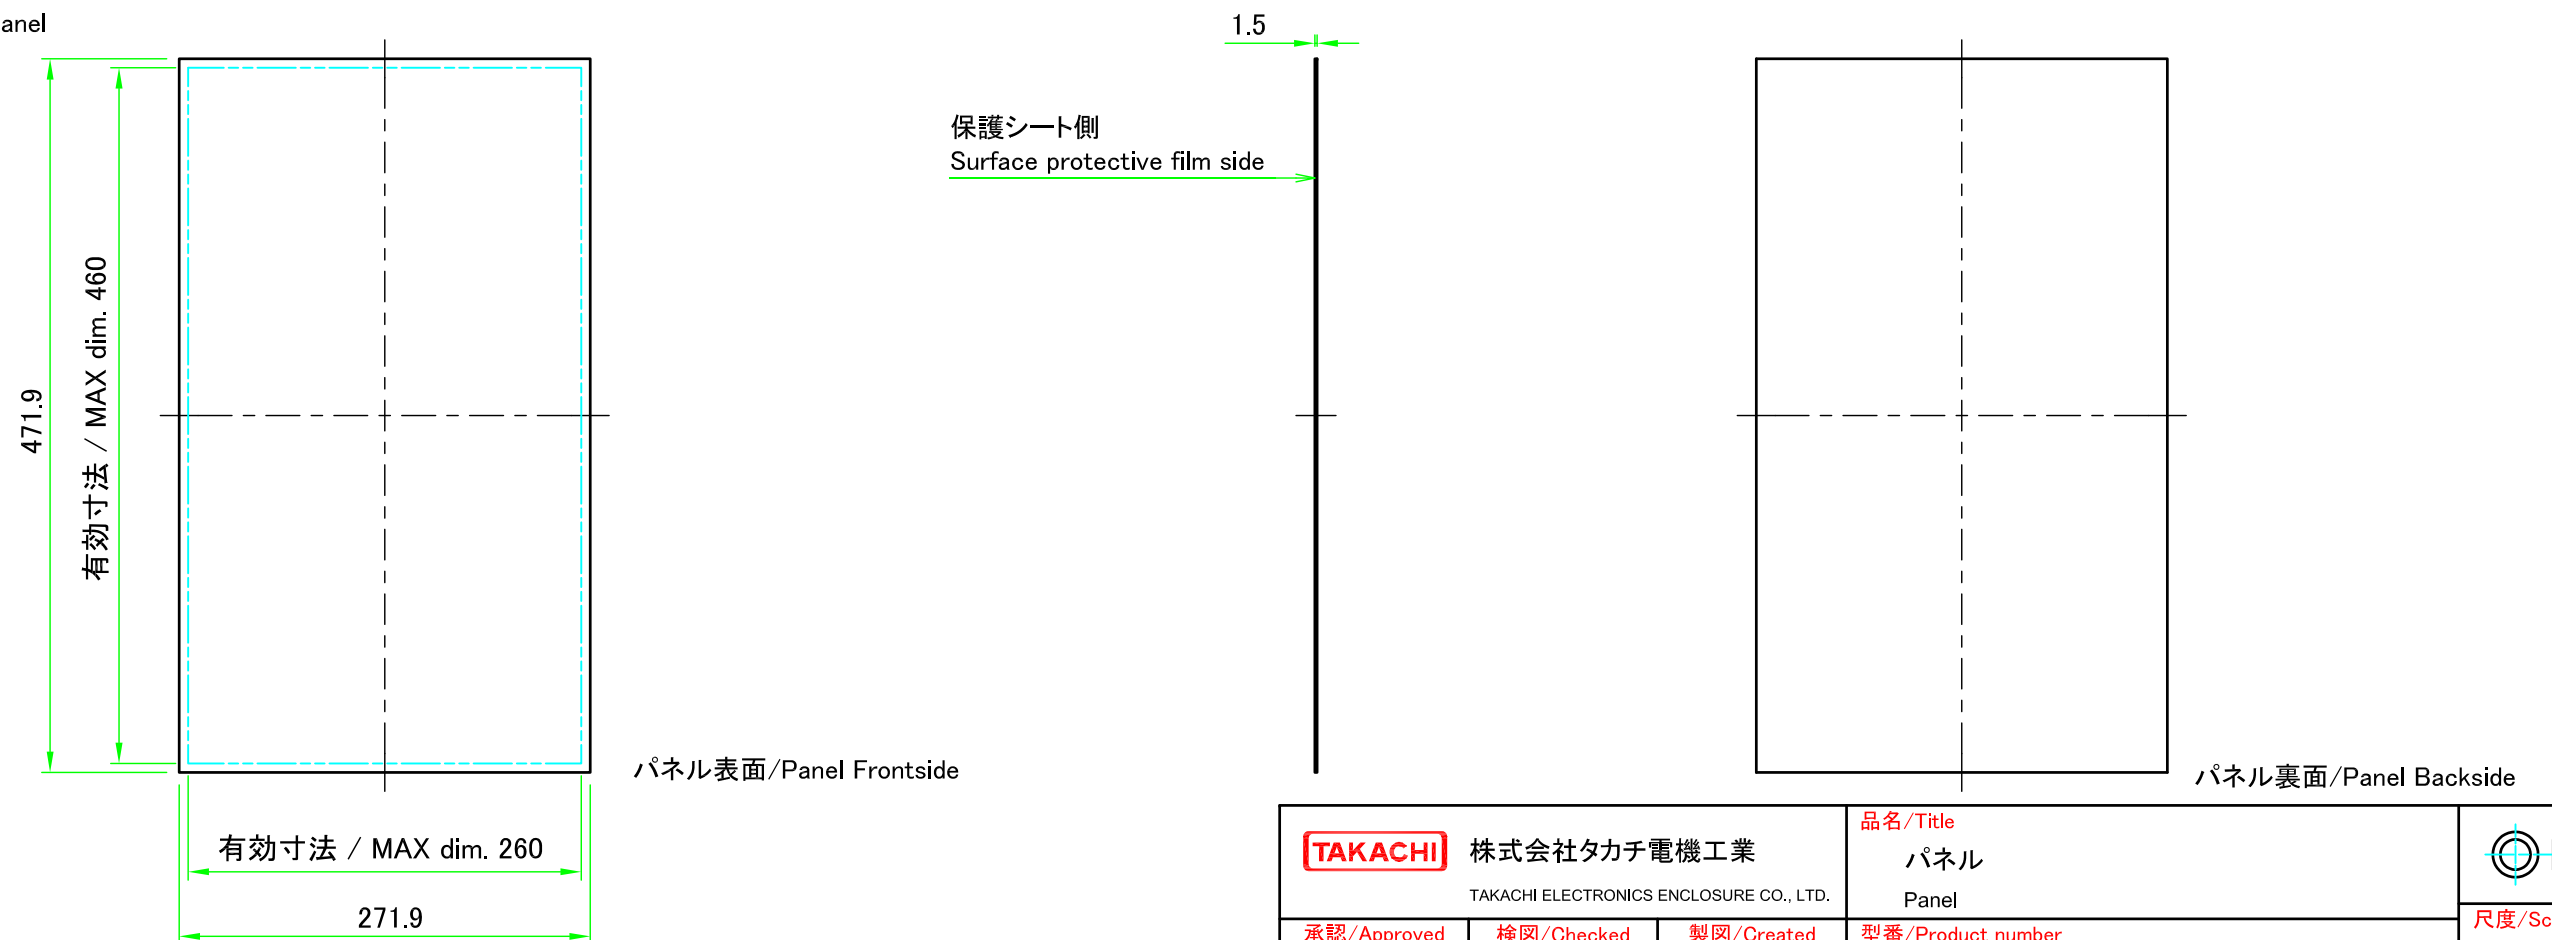 anel
1.5
保護シート側
Surface protective film side
471.9
有効寸法 / MAX dim. 460
パネル表面/Panel Frontside
パネル裏面/Panel Backside
有効寸法 / MAX dim. 260
271.9
TAKACHI
株式会社タカチ電機工業
TAKACHI ELECTRONICS ENCLOSURE CO., LTD.
品名/Title
パネル
Panel
承認/Approved
検図/Checked
製図/Created
型番/Product number
尺度/Sc